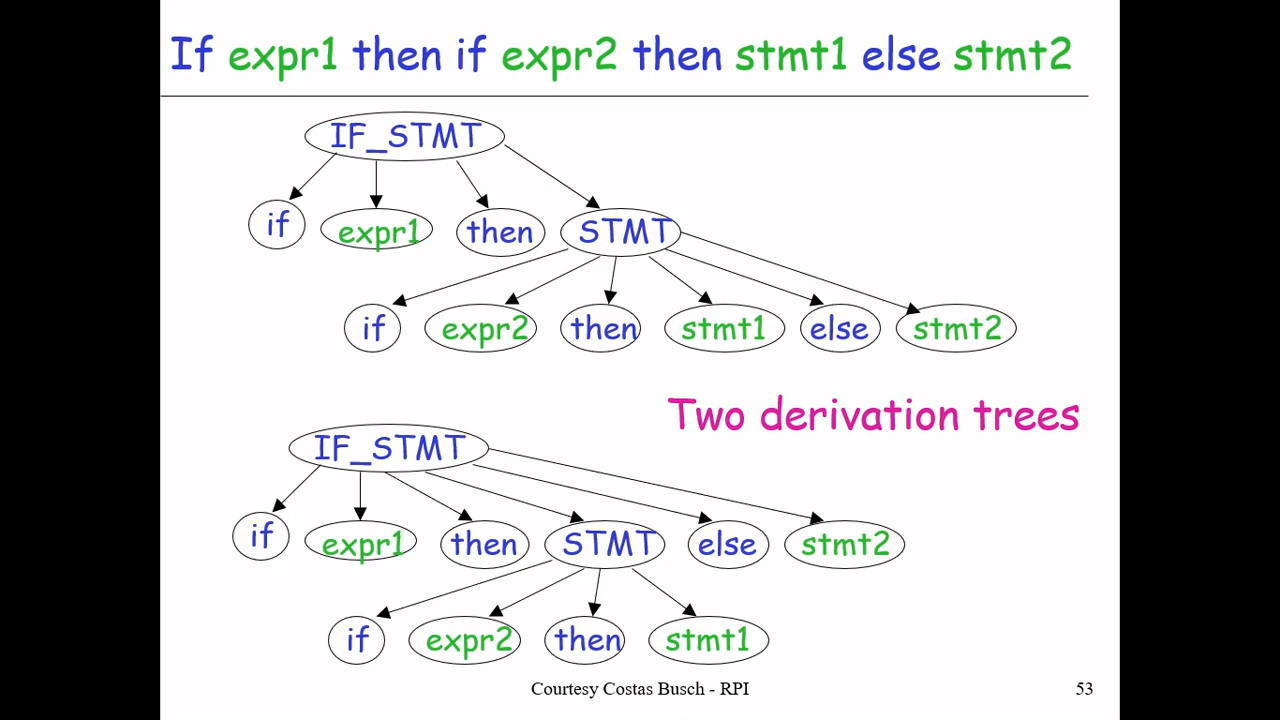 If expr1 then if expr2 then stmt1 else stmt2
IF_STMT
if expr1 then STMT
if expr2 then stmt1 else stmt2
Two derivation trees
IF_STMT
if expr1 then STMT else stmt2
if expr2 then stmt1
Courtesy Costas Busch - RPI 53